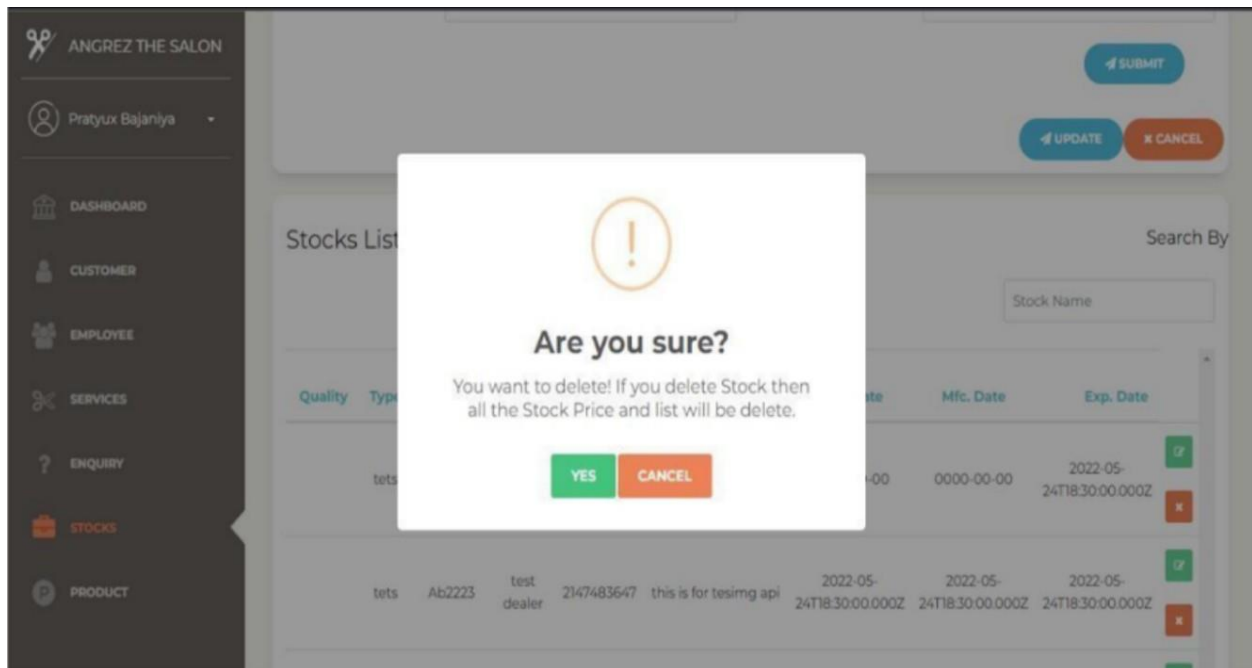 ANGREZ THE SALON
SUBMIT
Pratyux Bajaniya
UPDATE
CANCEL
DASHBOARD
Stocks List
Search By
CUSTOMER
Stock Name
EMPLOYEE
Are you sure?
You want to delete! If you delete Stock then
all the Stock Price and list will be delete.
SERVICES
Quality
Mfc. Date
Exp. Date
YES
CANCEL
ENQUIRY
tets
-00
0000-00-00
2022-05-
24T18:30:00.000Z
STOCKS
PRODUCT
tets
Ab2223
test
dealer
2147483647
this is for tesimg api
2022-05-
24T18:30:00.000Z
2022-05-
24T18:30:00.000Z
2022-05-
24T18:30:00.000Z